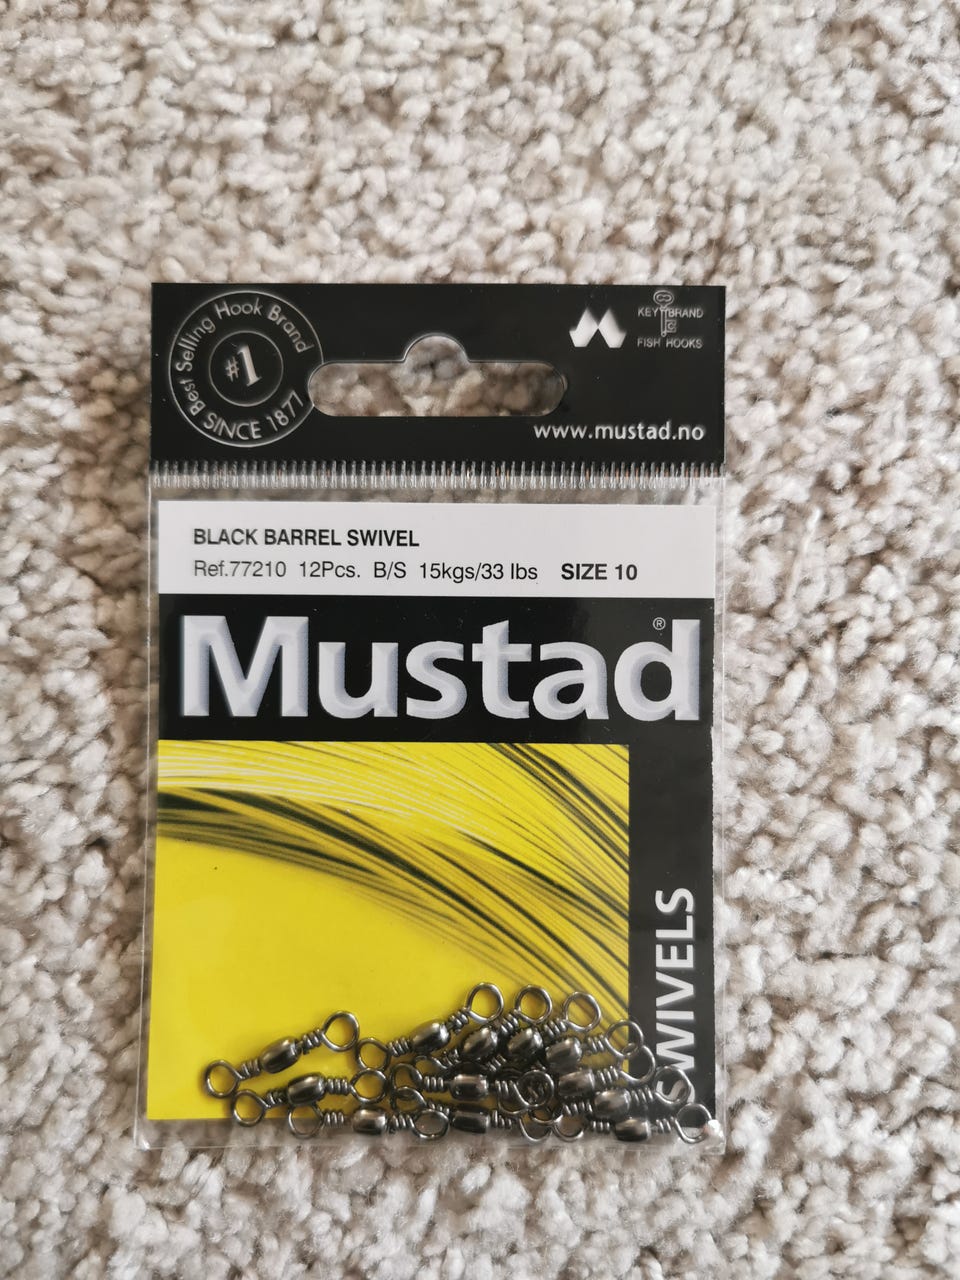 #1 Best Selling Hook Brand
SINCE 1877
KEY BRAND
FISH HOOKS
www.mustad.no
BLACK BARREL SWIVEL
Ref.77210 12Pcs. B/S 15kgs/33 lbs SIZE 10
Mustad®
SWIVELS